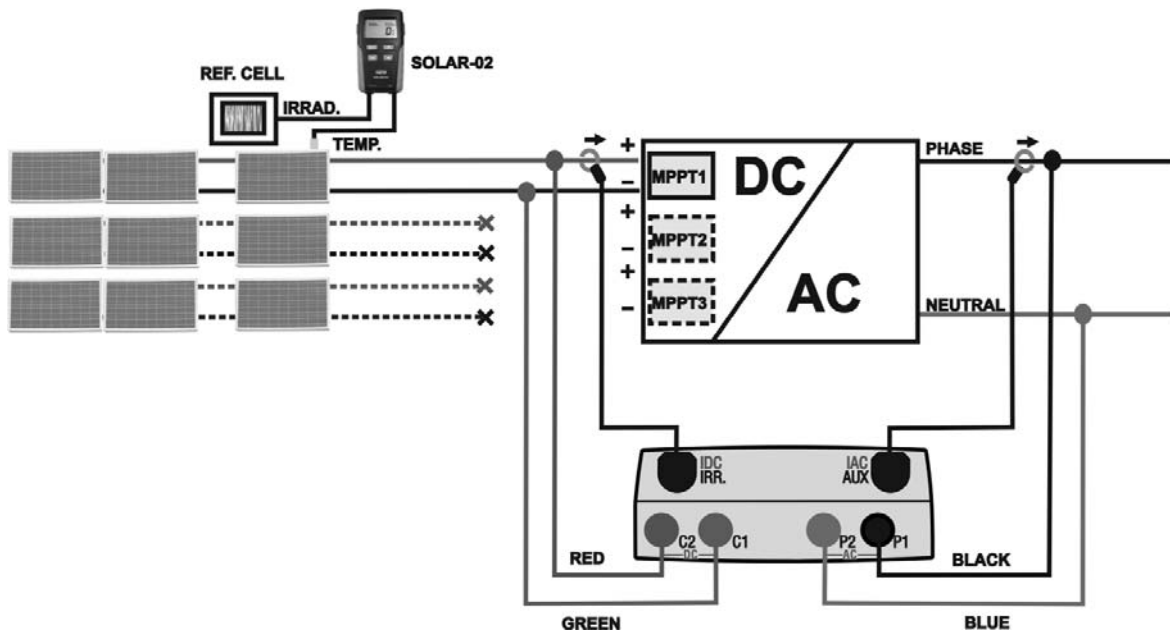 SOLAR-02
REF. CELL
IRRAD.
TEMP.
+
PHASE
MPPT1
DC
–
+
MPPT2
–
+
AC
MPPT3
–
NEUTRAL
IDC
IRR.
IAC
AUX
C2
C1
DC
P2
P1
AC
RED
BLACK
GREEN
BLUE